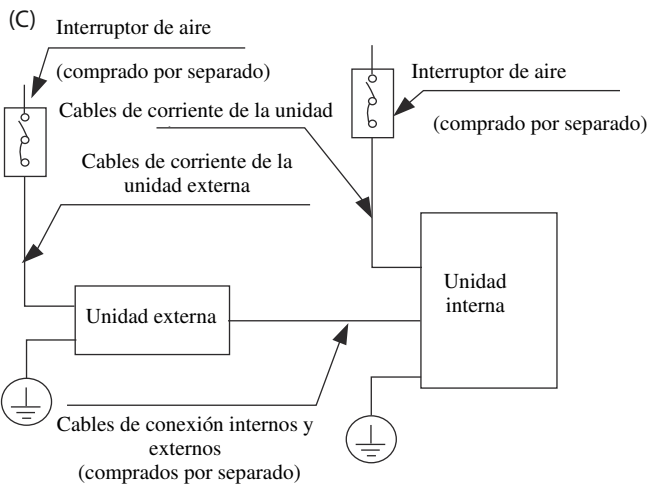 (C)
Interruptor de aire
(comprado por separado)
Interruptor de aire
(comprado por separado)
Cables de corriente de la unidad
Cables de corriente de la
unidad externa
Unidad externa
Unidad
interna
Cables de conexión internos y
externos
(comprados por separado)